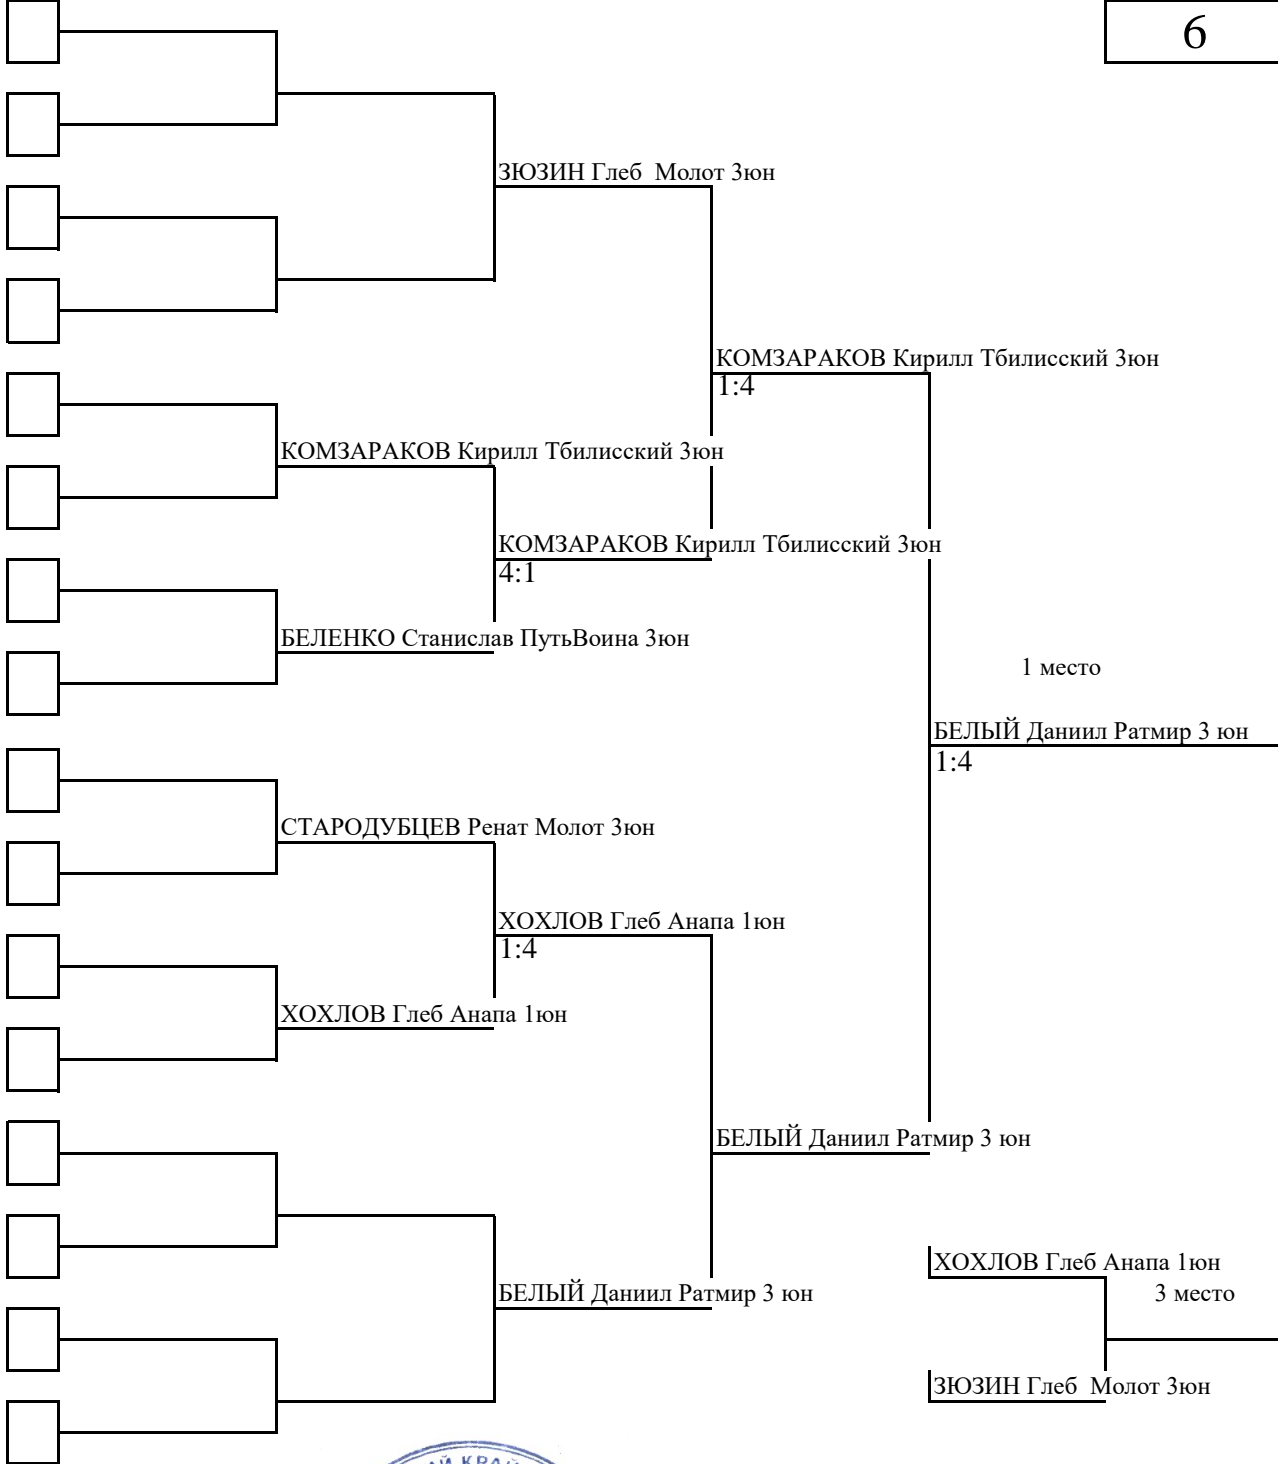 6
ЗЮЗИН Глеб  Молот 3юн
КОМЗАРАКОВ Кирилл Тбилисский 3юн
1:4
КОМЗАРАКОВ Кирилл Тбилисский 3юн
КОМЗАРАКОВ Кирилл Тбилисский 3юн
4:1
БЕЛЕНКО Станислав ПутьВоина 3юн
1 место
БЕЛЫЙ Даниил Ратмир 3 юн
1:4
СТАРОДУБЦЕВ Ренат Молот 3юн
ХОХЛОВ Глеб Анапа 1юн
1:4
ХОХЛОВ Глеб Анапа 1юн
БЕЛЫЙ Даниил Ратмир 3 юн
ХОХЛОВ Глеб Анапа 1юн
3 место
БЕЛЫЙ Даниил Ратмир 3 юн
ЗЮЗИН Глеб  Молот 3юн